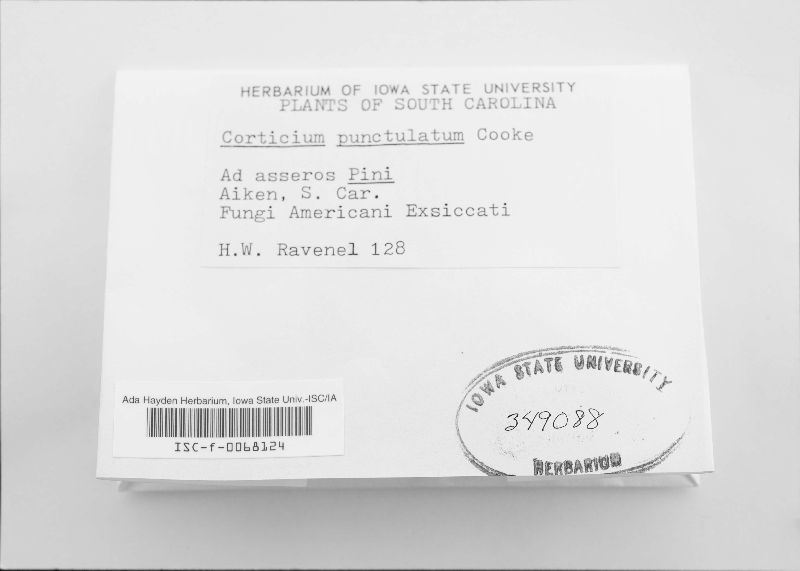 HERBARIUM OF IOWA STATE UNIVERSITY
PLANTS OF SOUTH CAROLINA
Corticium punctulatum Cooke
Ad asseros Pini
Aiken, S. Car.
Fungi Americani Exsiccati
H.W. Ravenel 128
Ada Hayden Herbarium, Iowa State Univ.-ISC/IA
ISC-f-0068124
IOWA STATE UNIVERSITY
349088
HERBARIUM